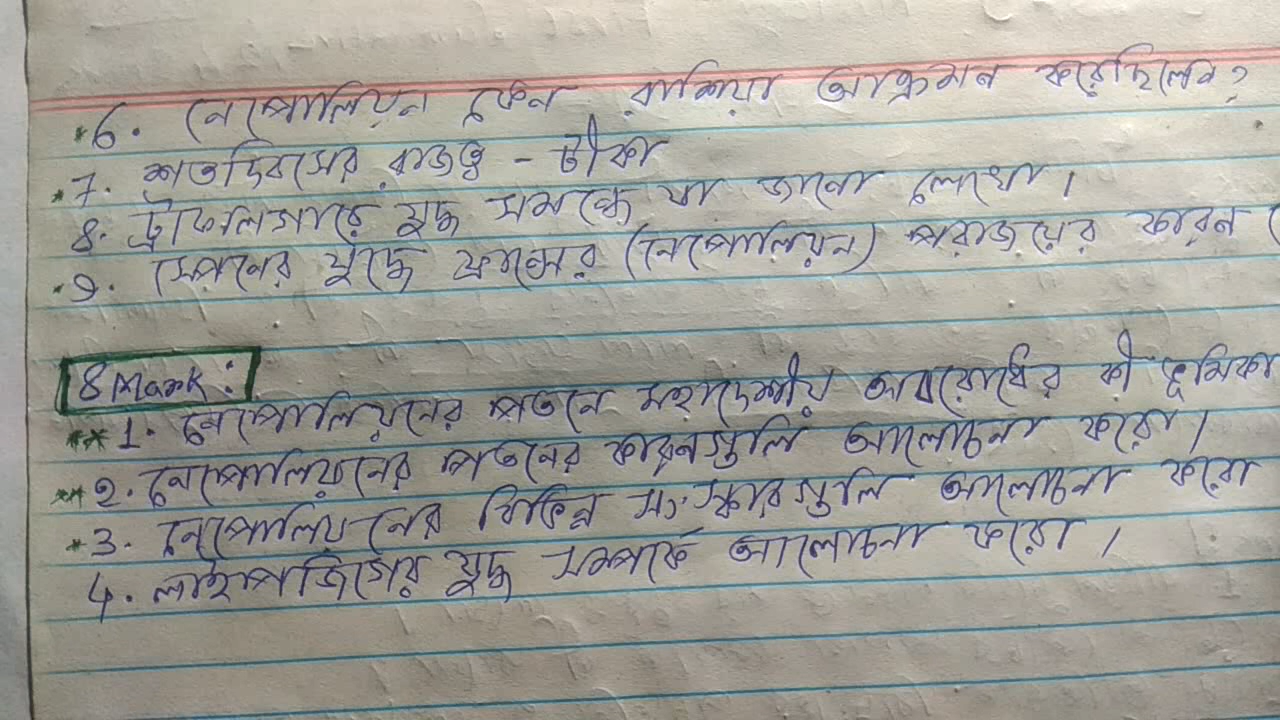 *6. নেপোলিয়ন কেন রাশিয়া আক্রমন করেছিলেন?
*7. শতদিবসের রাজত্ব - টীকা
8. ট্রাফালগারে যুদ্ধ সমন্ধে যা জানো লেখো।
*9. স্পেনের যুদ্ধে ফ্রান্সের (নেপোলিয়ন) পরাজয়ের কারন
8 Mark:
** 1. নেপোলিয়নের পতনে মহাদেশীয় অবরোধের কী ভূমিকা
** 2. নেপোলিয়নের পতনের কারনগুলি আলোচনা করো।
*3. নেপোলিয়নের বিভিন্ন সংস্কারগুলি আলোচনা করো
4. লাইপজিগের যুদ্ধ সম্পর্কে আলোচনা করো।